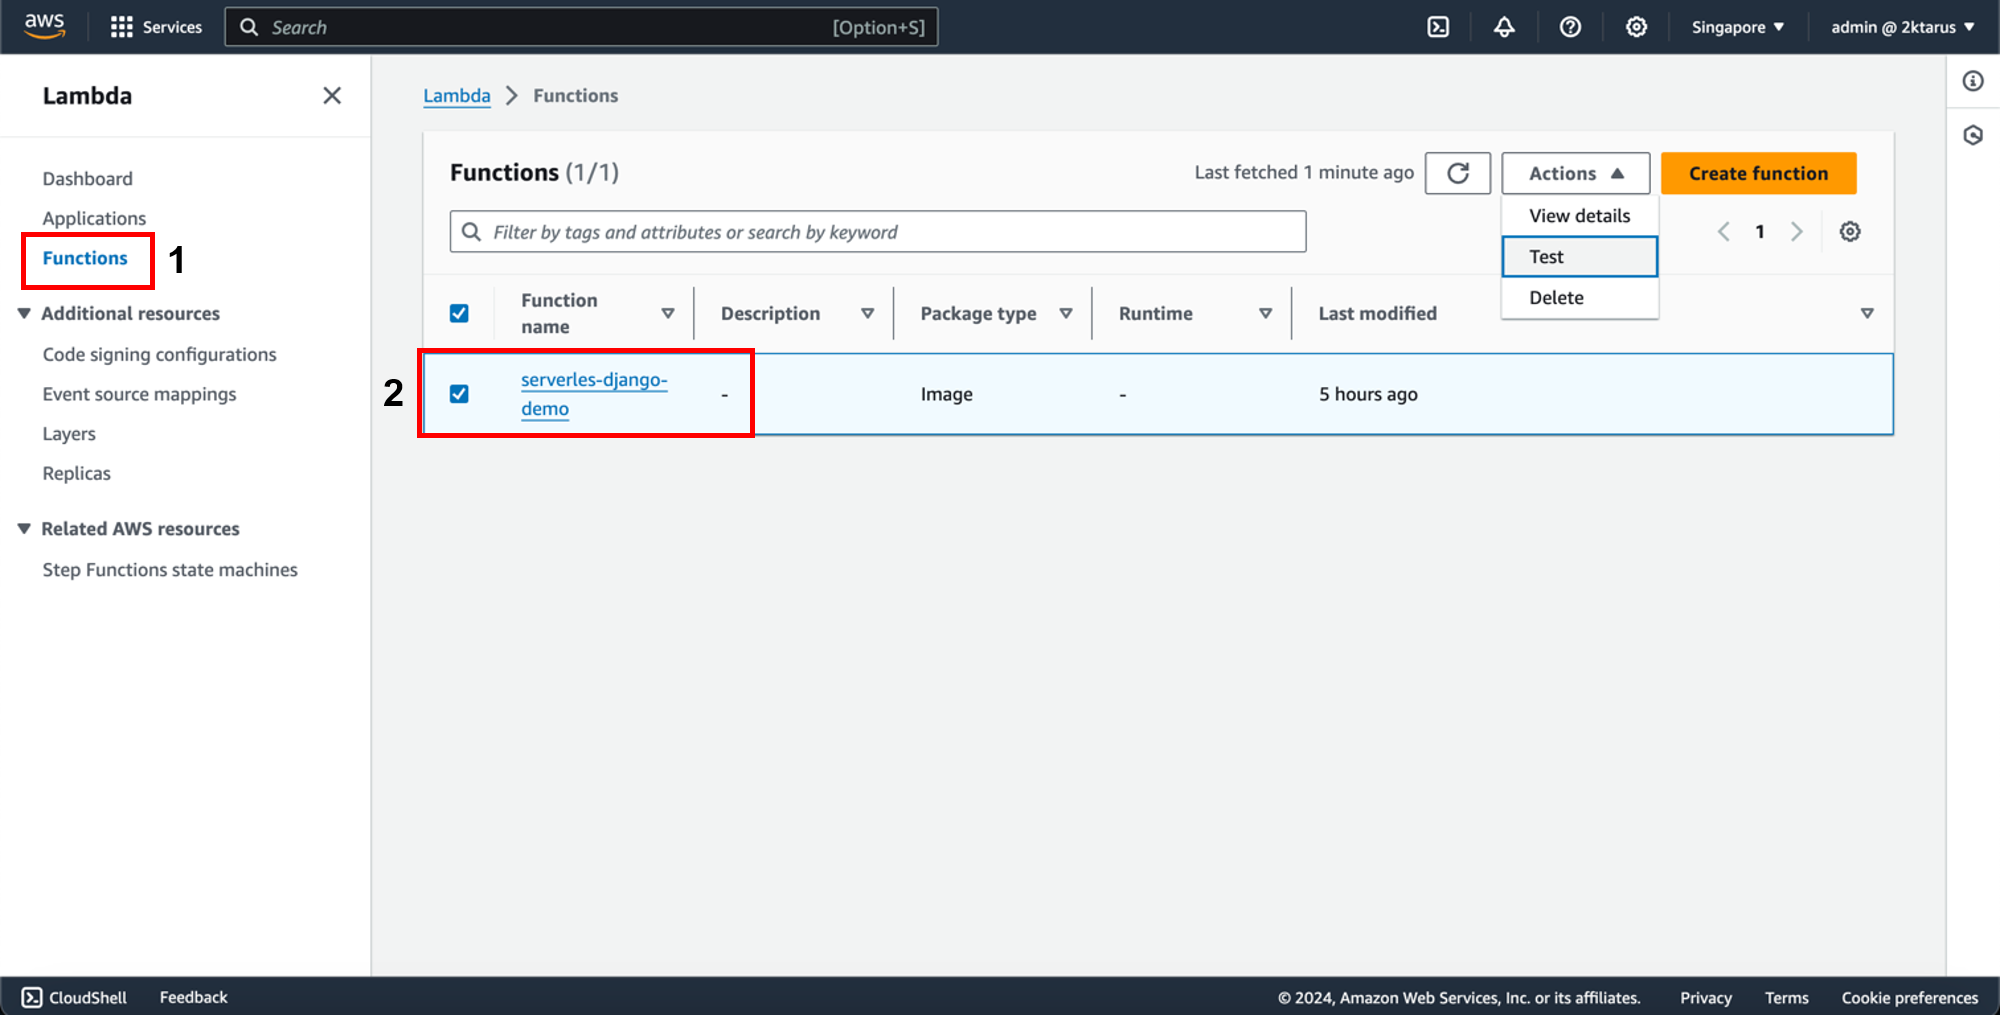 aws Services Search [Option+S] Singapore admin @ 2ktarus
Lambda
Dashboard
Applications
Functions 1
Additional resources
Code signing configurations
Event source mappings
Layers
Replicas
Related AWS resources
Step Functions state machines
Lambda > Functions
Functions (1/1) Last fetched 1 minute ago Actions Create function
View details
Test
Delete
Filter by tags and attributes or search by keyword 1
Function name Description Package type Runtime Last modified
2 serverles-django-
demo - Image - 5 hours ago
CloudShell Feedback © 2024, Amazon Web Services, Inc. or its affiliates. Privacy Terms Cookie preferences